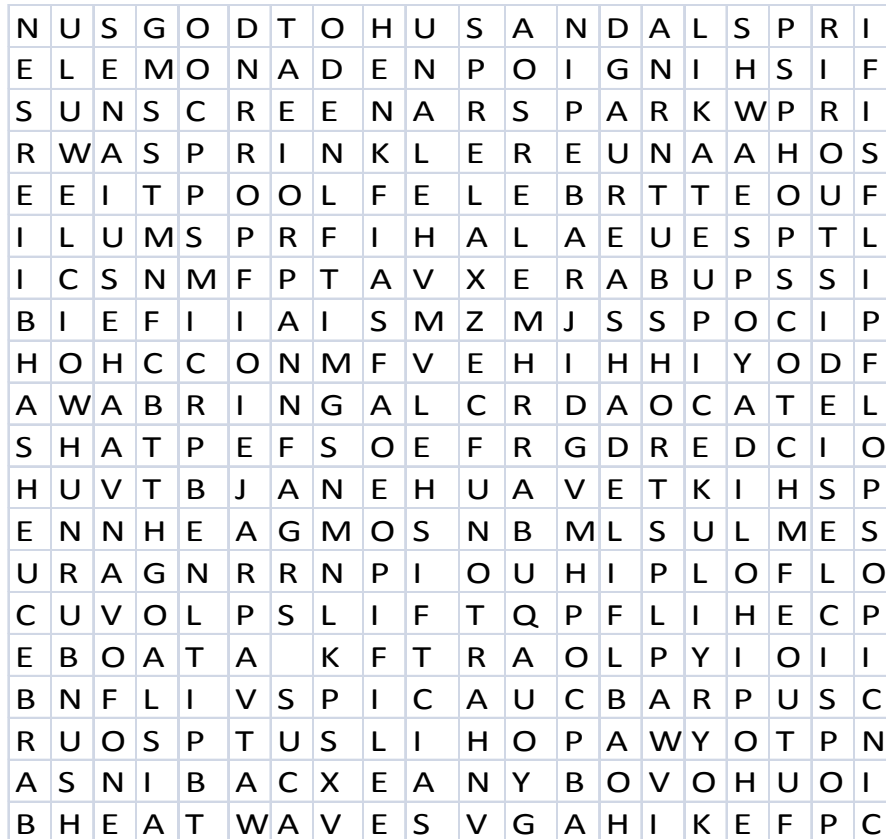 N U S G O D T O H U S A N D A L S P R I
E L E M O N A D E N P O I G N I H S I F
S U N S C R E E N A R S P A R K W P R I
R W A S P R I N K L E R E U N A A H O S
E E I T P O O L F E L E B R T T E O U F
I L U M S P R F I H A L A E U E S P T L
I C S N M F P T A V X E R A B U P S S I
B I E F I I A I S M Z M J S S P O C I P
H O H C C O N M F V E H I H H I Y O D F
A W A B R I N G A L C R D A O C A T E L
S H A T P E F S O E F R G D R E D C I O
H U V T B J A N E H U A V E T K I H S P
E N N H E A G M O S N B M L S U L M E S
U R A G N R R N P I O U H I P L O F L O
C U V O L P S L I F T Q P F L I H E C P
E B O A T A K F T R A O L P Y I O I I
B N F L I V S P I C A U C B A R P U S C
R U O S P T U S L I H O P A W Y O T P N
A S N I B A C X E A N Y B O V O H U O I
B H E A T W A V E S V G A H I K E F P C